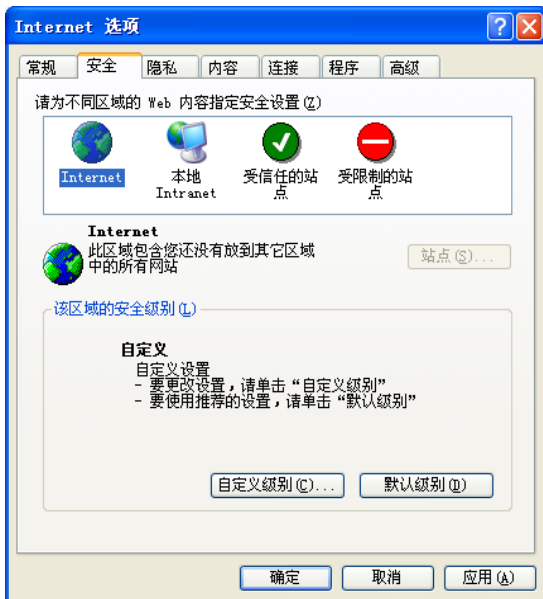 Internet 选项
常规 安全 隐私 内容 连接 程序 高级
请为不同区域的 Web 内容指定安全设置(Z)
Internet
本地
Intranet
受信任的站
点
受限制的站
点
Internet
此区域包含您还没有放到其它区域
中的所有网站
站点(S)...
该区域的安全级别(L)
自定义
自定义设置
- 要更改设置，请单击“自定义级别”
- 要使用推荐的设置，请单击“默认级别”
自定义级别(C)... 默认级别(D)
确定 取消 应用(A)